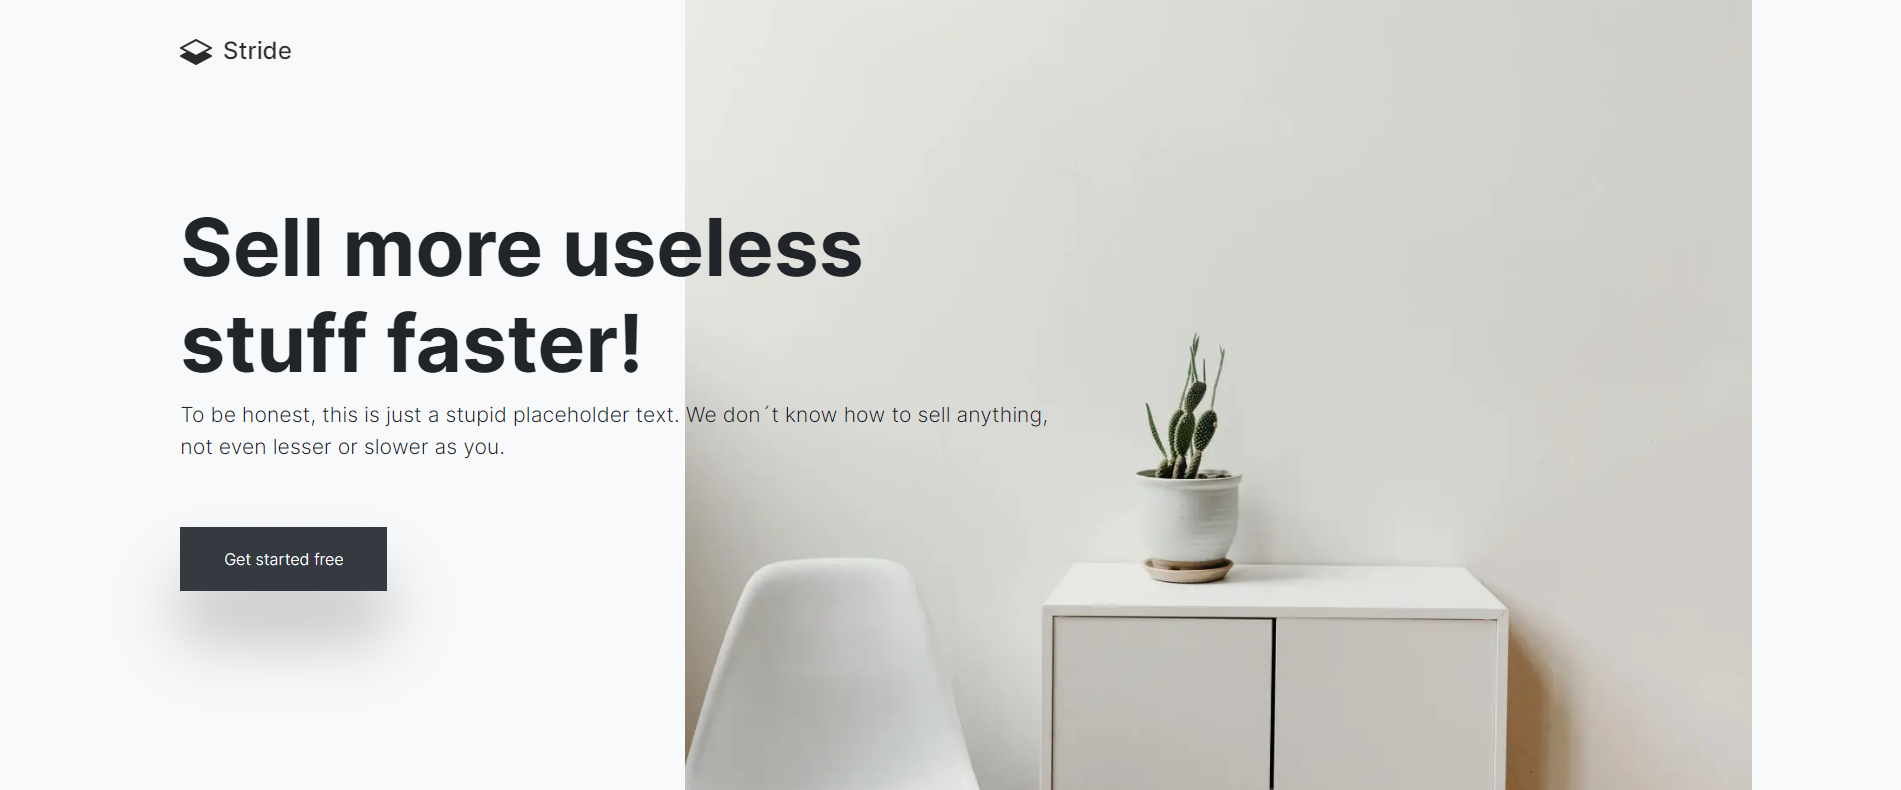 Stride
Sell more useless
stuff faster!
To be honest, this is just a stupid placeholder text. We don´t know how to sell anything,
not even lesser or slower as you.
Get started free